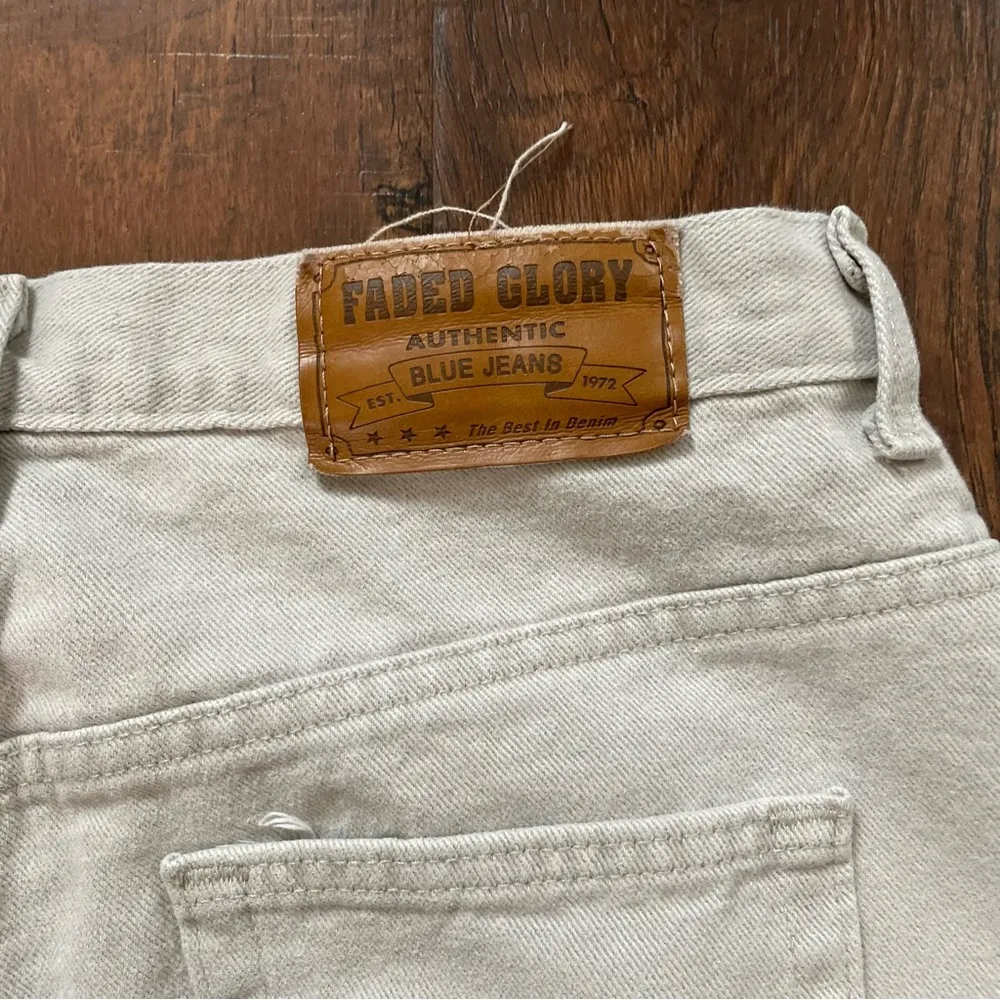 FADED GLORY
AUTHENTIC
BLUE JEANS
EST. 1972
★ ★ ★ The Best In Denim